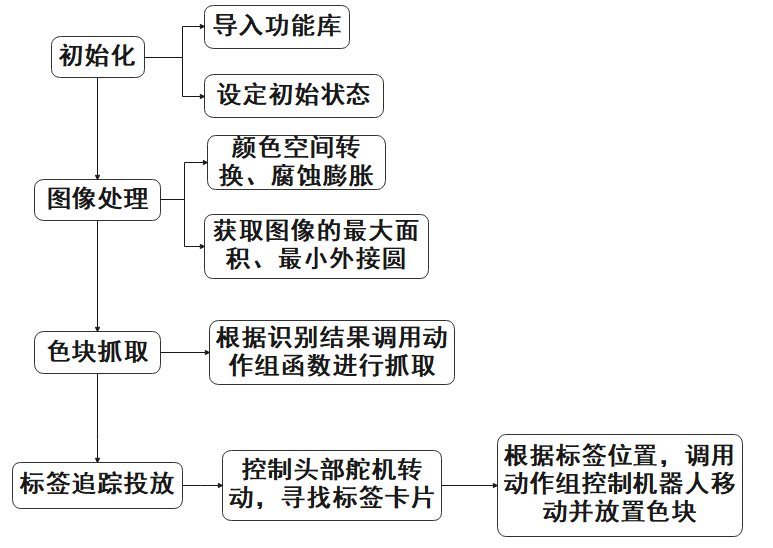 导入功能库
初始化
设定初始状态
颜色空间转
换、腐蚀膨胀
图像处理
获取图像的最大面
积、最小外接圆
色块抓取
根据识别结果调用动
作组函数进行抓取
标签追踪投放
控制头部舵机转
动，寻找标签卡片
根据标签位置，调用
动作组控制机器人移
动并放置色块